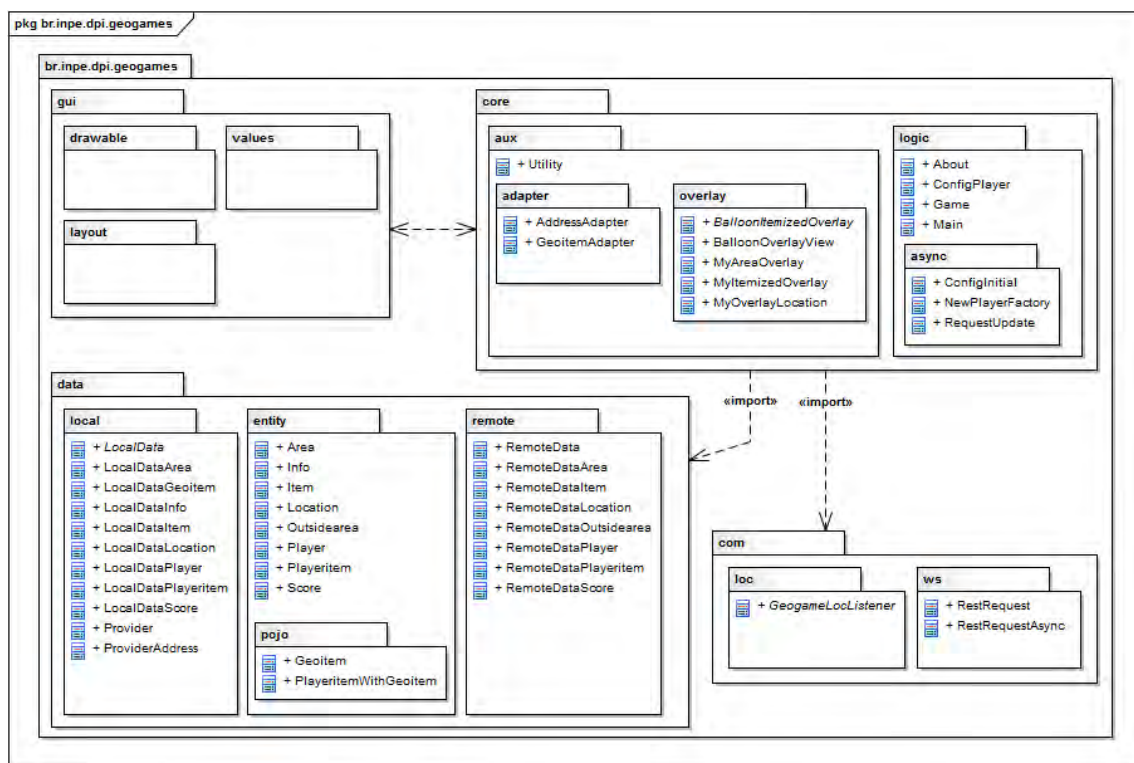 pkg br.inpe.dpi.geogames
br.inpe.dpi.geogames
gui
drawable
values
layout
core
aux
+ Utility
adapter
+ AddressAdapter
+ GeoitemAdapter
overlay
+ BalloonItemizedOverlay
+ BalloonOverlayView
+ MyAreaOverlay
+ MyItemizedOverlay
+ MyOverlayLocation
logic
+ About
+ ConfigPlayer
+ Game
+ Main
async
+ ConfigInitial
+ NewPlayerFactory
+ RequestUpdate
«import»
«import»
data
local
+ LocalData
+ LocalDataArea
+ LocalDataGeoitem
+ LocalDataInfo
+ LocalDataItem
+ LocalDataLocation
+ LocalDataPlayer
+ LocalDataPlayeritem
+ LocalDataScore
+ Provider
+ ProviderAddress
entity
+ Area
+ Info
+ Item
+ Location
+ Outsidearea
+ Player
+ Playeritem
+ Score
pojo
+ Geoitem
+ PlayeritemWithGeoitem
remote
+ RemoteData
+ RemoteDataArea
+ RemoteDataItem
+ RemoteDataLocation
+ RemoteDataOutsidearea
+ RemoteDataPlayer
+ RemoteDataPlayeritem
+ RemoteDataScore
com
loc
+ GeogameLocListener
ws
+ RestRequest
+ RestRequestAsync